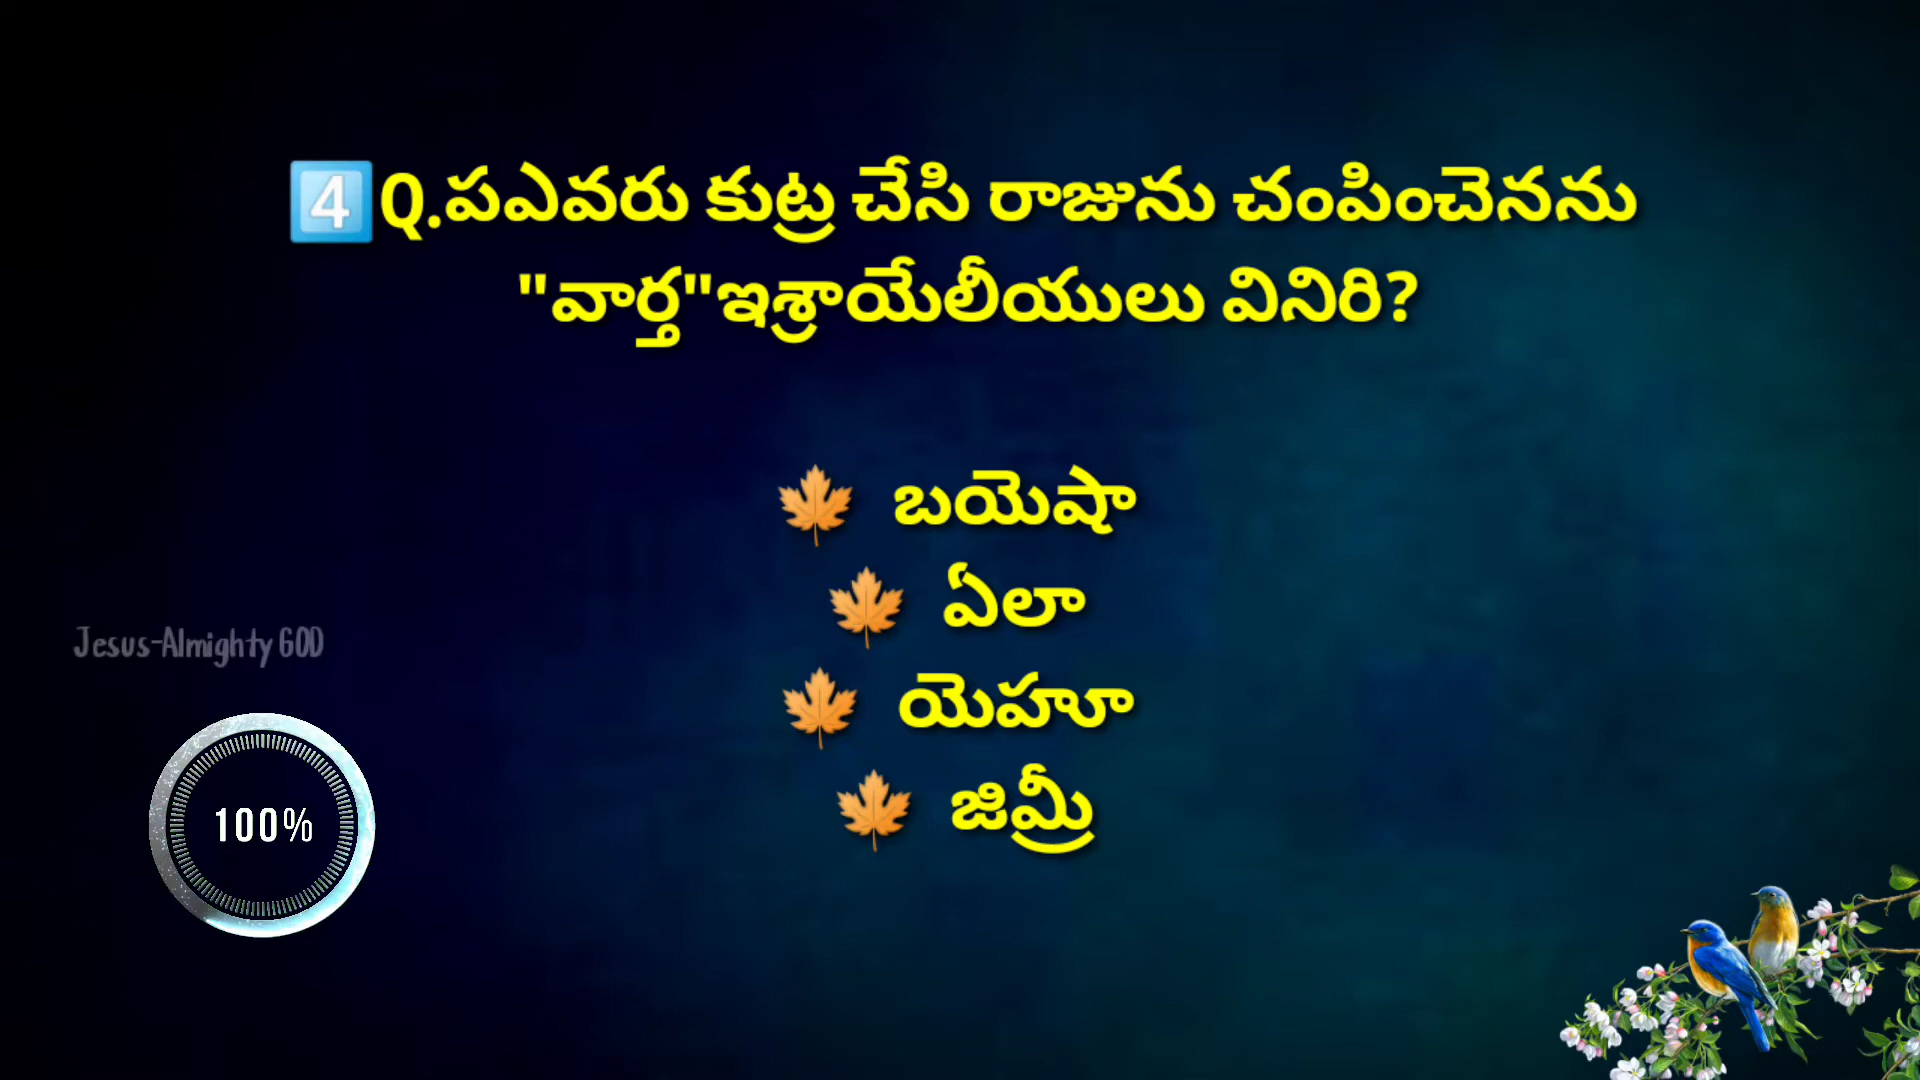 4️⃣Q.పఎవరు కుట్ర చేసి రాజును చంపించెనను
"వార్త"ఇశ్రాయేలీయులు వినిరి?
🍁 బయెషా
🍁 ఏలా
🍁 యెహూ
🍁 జిమ్రీ
Jesus-Almighty GOD
100%